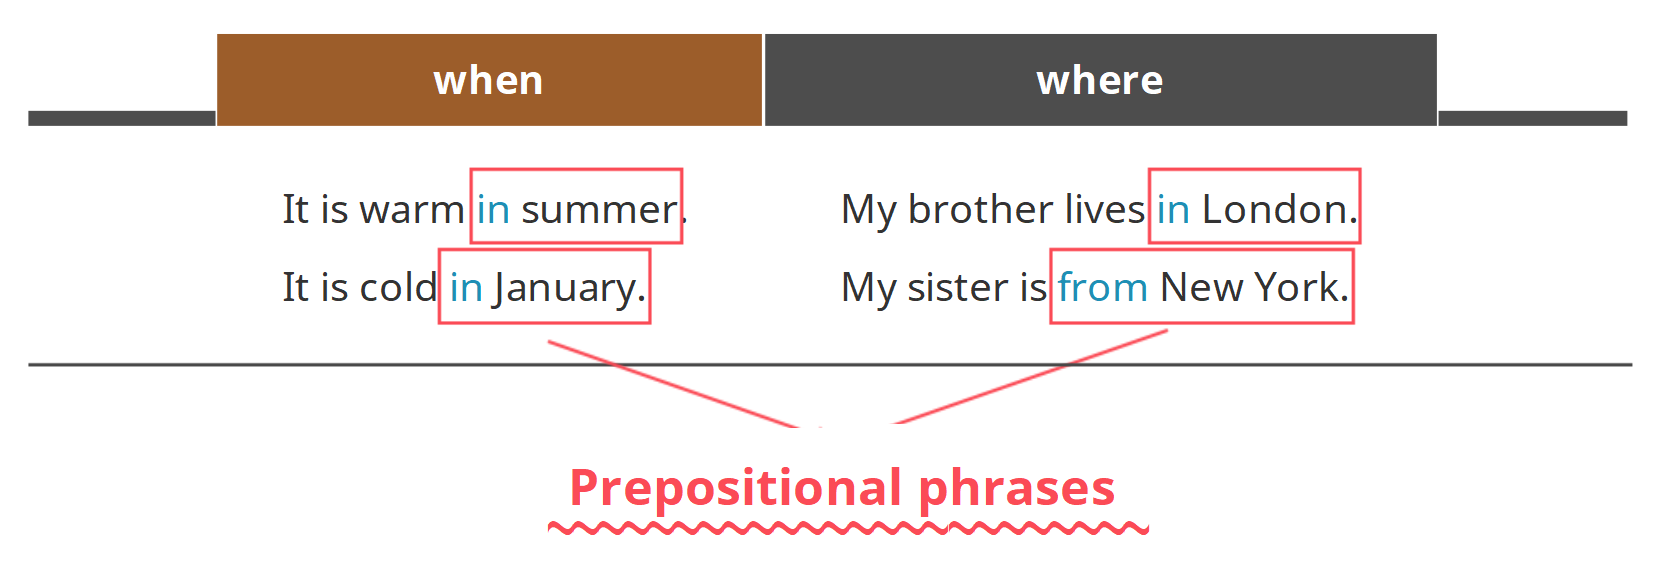 when
where
It is warm in summer.
My brother lives in London.
It is cold in January.
My sister is from New York.
Prepositional phrases